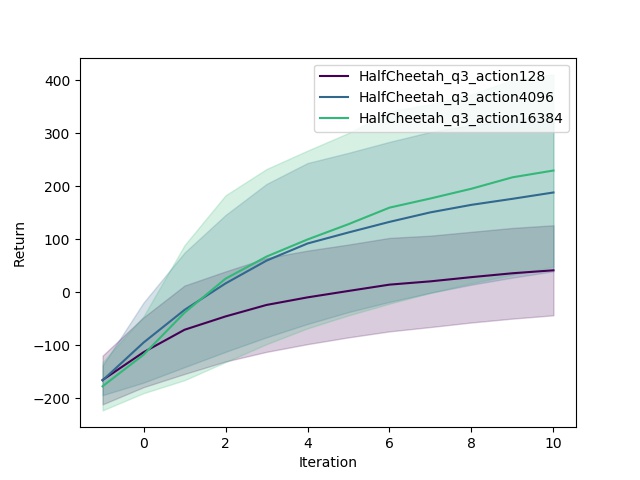 HalfCheetah_q3_action128
HalfCheetah_q3_action4096
HalfCheetah_q3_action16384
400
300
200
100
0
−100
−200
Return
0
2
4
6
8
10
Iteration